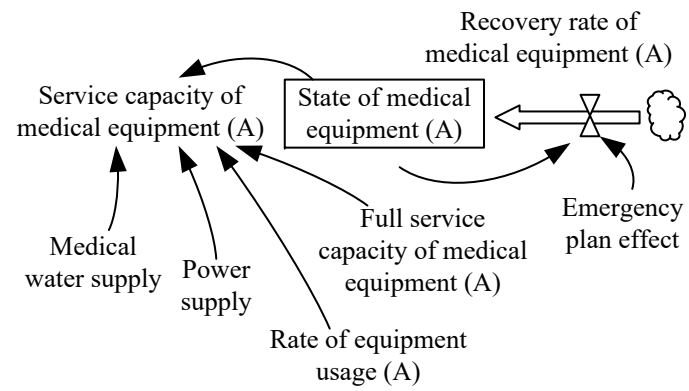 Recovery rate of
medical equipment (A)
Service capacity of
medical equipment (A)
State of medical
equipment (A)
Emergency
plan effect
Full service
capacity of medical
equipment (A)
Medical
water supply
Power
supply
Rate of equipment
usage (A)